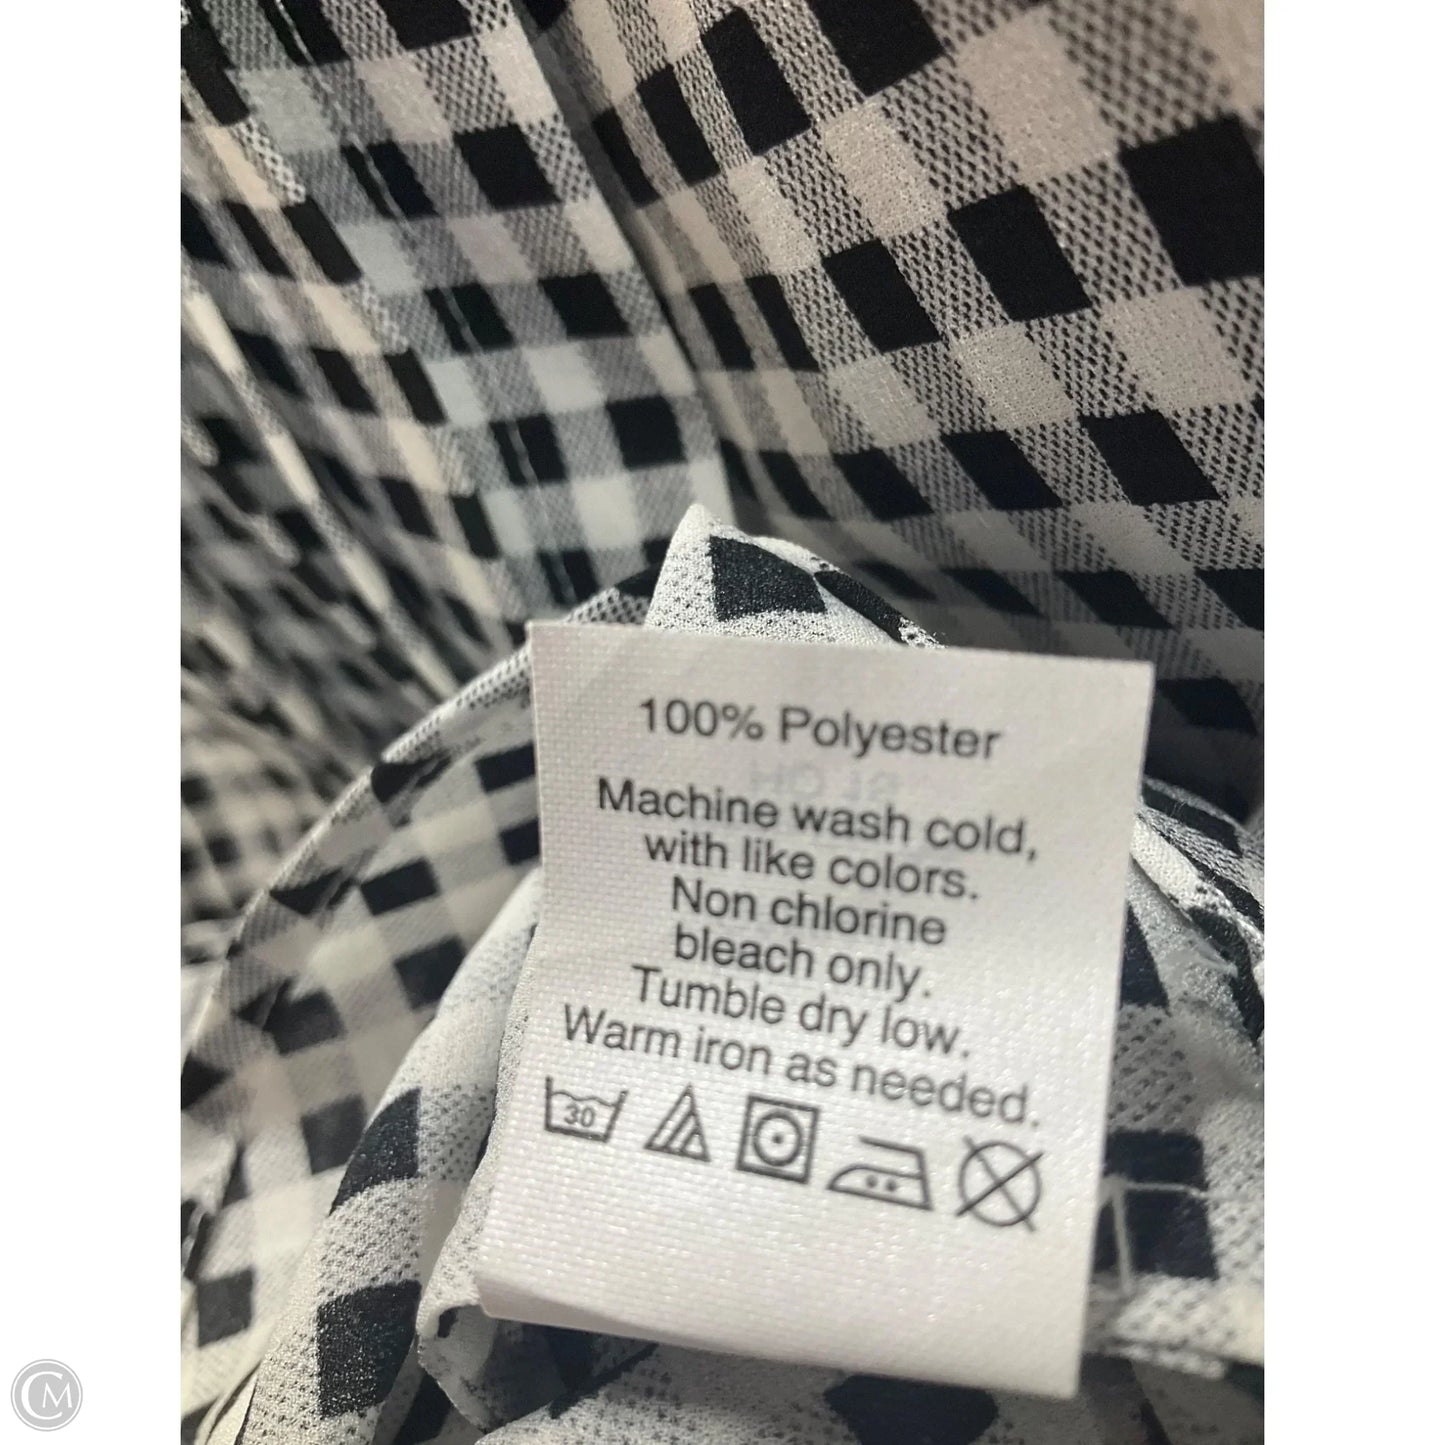 100% Polyester
Machine wash cold,
with like colors.
Non chlorine
bleach only.
Tumble dry low.
Warm iron as needed.
30
CM